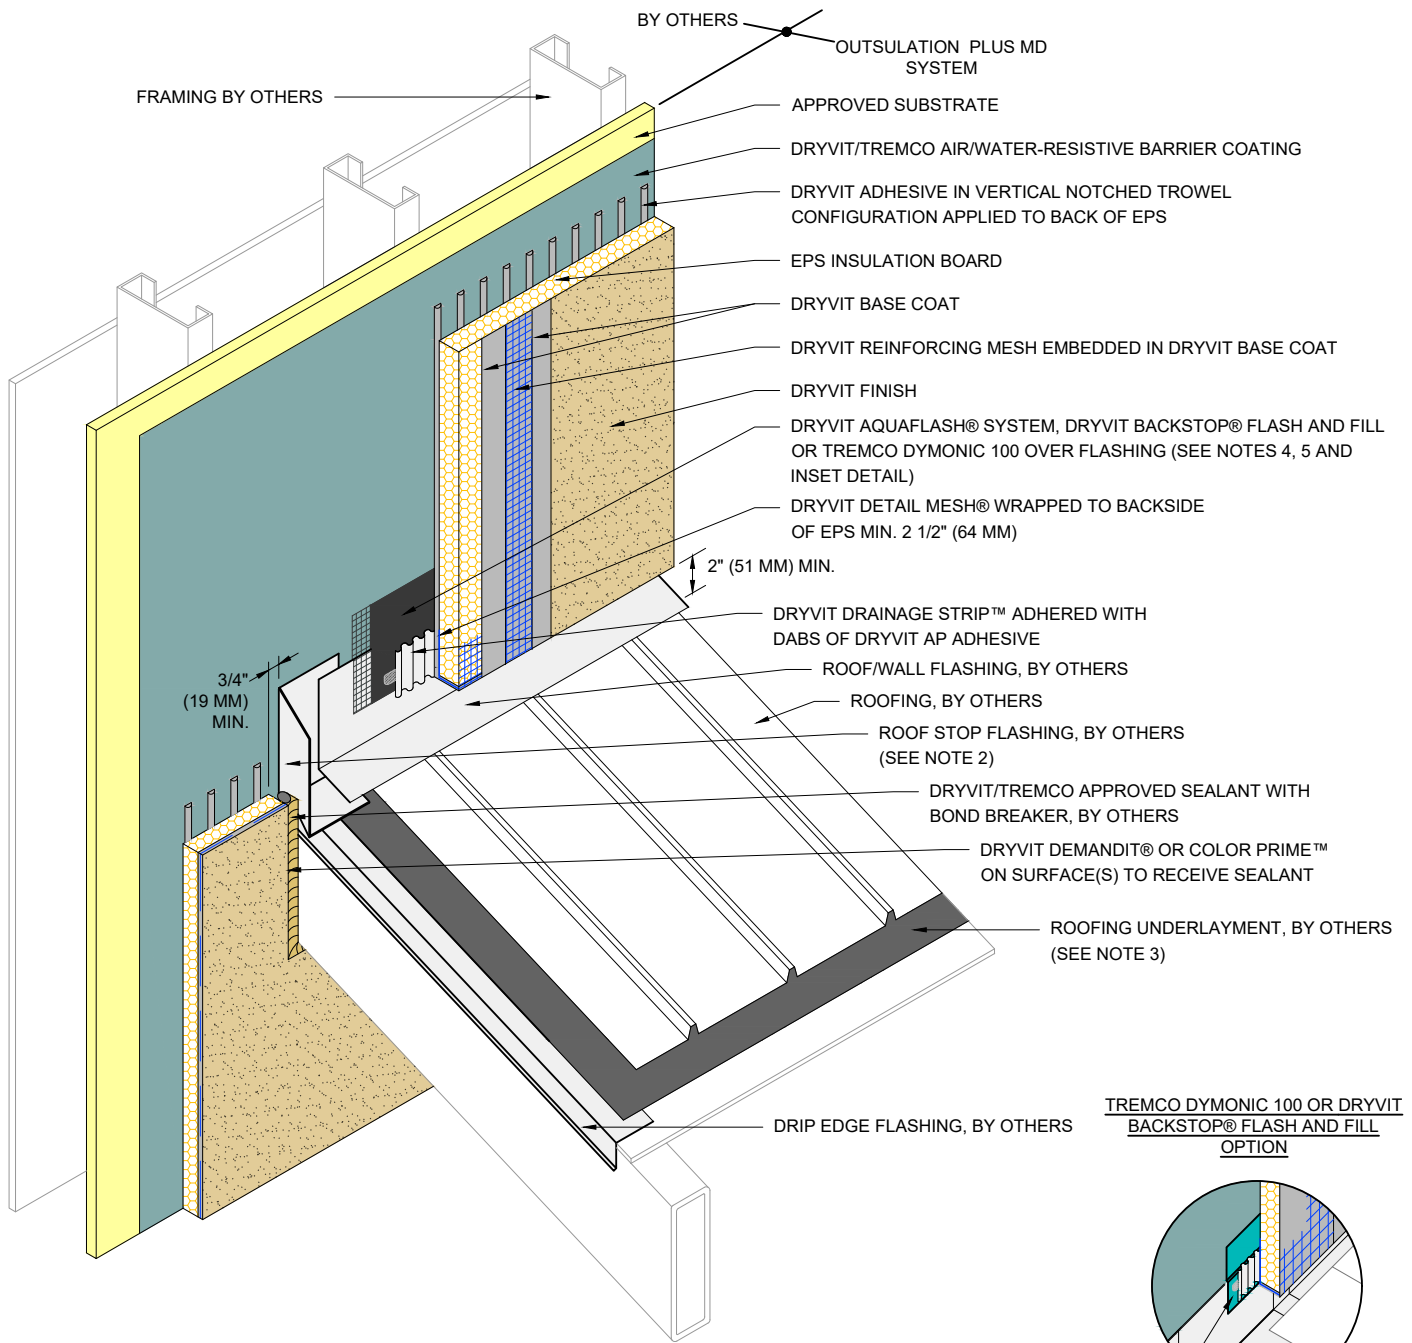 BY OTHERS
OUTSULATION PLUS MD
SYSTEM
FRAMING BY OTHERS
APPROVED SUBSTRATE
DRYVIT/TREMCO AIR/WATER-RESISTIVE BARRIER COATING
DRYVIT ADHESIVE IN VERTICAL NOTCHED TROWEL
CONFIGURATION APPLIED TO BACK OF EPS
EPS INSULATION BOARD
DRYVIT BASE COAT
DRYVIT REINFORCING MESH EMBEDDED IN DRYVIT BASE COAT
DRYVIT FINISH
DRYVIT AQUAFLASH® SYSTEM, DRYVIT BACKSTOP® FLASH AND FILL
OR TREMCO DYMONIC 100 OVER FLASHING (SEE NOTES 4, 5 AND
INSET DETAIL)
DRYVIT DETAIL MESH® WRAPPED TO BACKSIDE
OF EPS MIN. 2 1/2" (64 MM)
2" (51 MM) MIN.
DRYVIT DRAINAGE STRIP™ ADHERED WITH
DABS OF DRYVIT AP ADHESIVE
ROOF/WALL FLASHING, BY OTHERS
3/4"
(19 MM)
MIN.
ROOFING, BY OTHERS
ROOF STOP FLASHING, BY OTHERS
(SEE NOTE 2)
DRYVIT/TREMCO APPROVED SEALANT WITH
BOND BREAKER, BY OTHERS
DRYVIT DEMANDIT® OR COLOR PRIME™
ON SURFACE(S) TO RECEIVE SEALANT
ROOFING UNDERLAYMENT, BY OTHERS
(SEE NOTE 3)
DRIP EDGE FLASHING, BY OTHERS
TREMCO DYMONIC 100 OR DRYVIT
BACKSTOP® FLASH AND FILL
OPTION